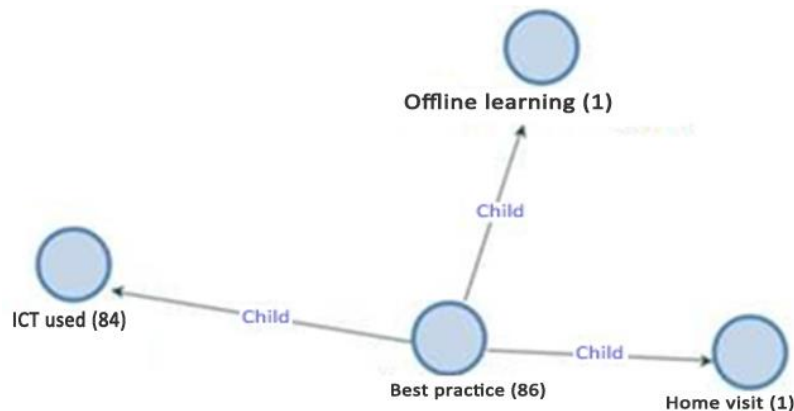 Offline learning (1)
Child
ICT used (84)
Child
Child
Best practice (86)
Home visit (1)